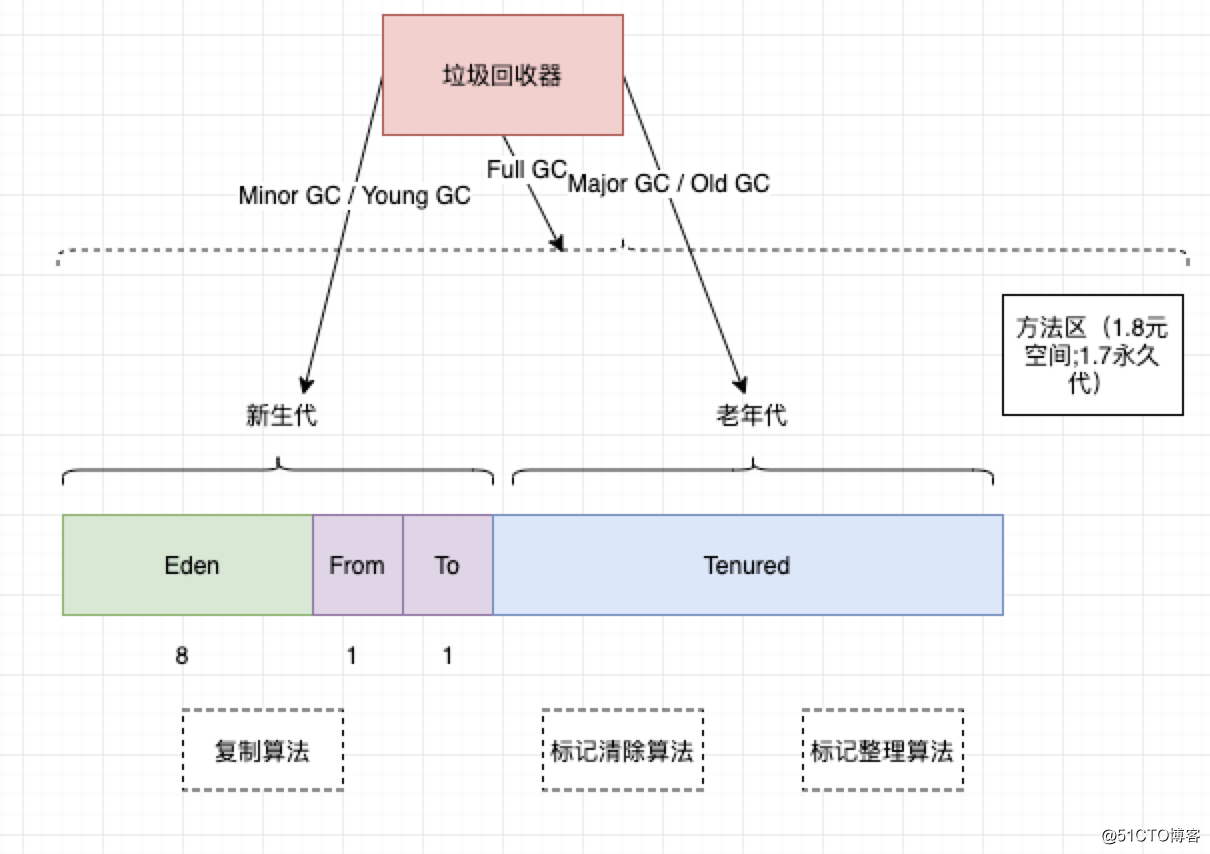 垃圾回收器
Full GC
Major GC / Old GC
Minor GC / Young GC
方法区（1.8元
空间;1.7永久
代）
新生代
老年代
Eden
From
To
Tenured
8
1
1
复制算法
标记清除算法
标记整理算法
@51CTO博客